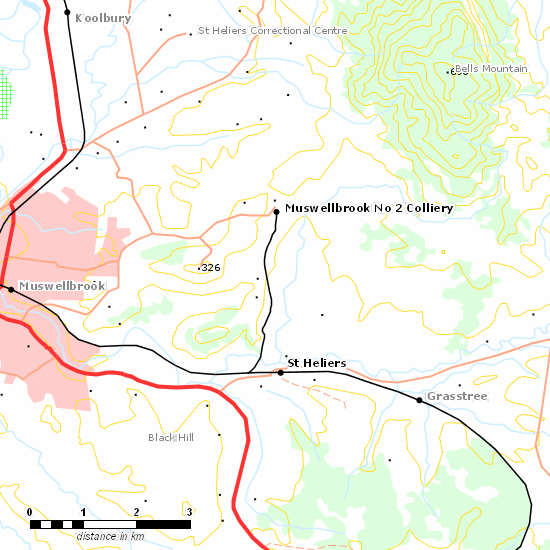 Koolbury
St Heliers Correctional Centre
Bells Mountain
Muswellbrook No 2 Colliery
326
Muswellbrook
St Heliers
Grasstree
Black Hill
0 1 2 3
distance in km